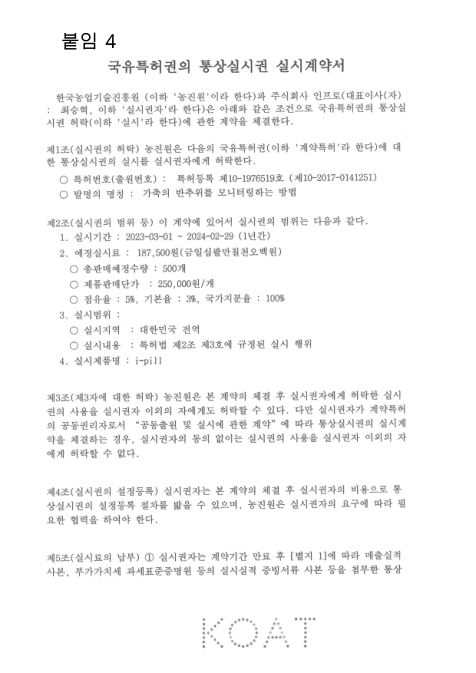 붙임 4
국유특허권의 통상실시권 실시계약서
한국농업기술진흥원 (이하 '농진원'이라 한다)과 주식회사 인프로(대표이사(자)
: 최승혁, 이하 '실시권자'라 한다)은 아래와 같은 조건으로 국유특허권의 통상실
시권 허락(이하 '실시'라 한다)에 관한 계약을 체결한다.
제1조(실시권의 허락) 농진원은 다음의 국유특허권(이하 '계약특허'라 한다)에 대
한 통상실시권의 실시를 실시권자에게 허락한다.
○ 특허번호(출원번호) : 특허등록 제10-1976519호 (제10-2017-0141251)
○ 발명의 명칭 : 가축의 반추위를 모니터링하는 방법
제2조(실시권의 범위 등) 이 계약에 있어서 실시권의 범위는 다음과 같다.
1. 실시기간 : 2023-03-01 ~ 2024-02-29 (1년간)
2. 예정실시료 : 187,500원(금일십팔만칠천오백원)
○ 총판매예정수량 : 500개
○ 제품판매단가 : 250,000원/개
○ 점유율 : 5%, 기본율 : 3%, 국가지분율 : 100%
3. 실시범위 :
○ 실시지역 : 대한민국 전역
○ 실시내용 : 특허법 제2조 제3호에 규정된 실시 행위
4. 실시제품명 : i-pill
제3조(제3자에 대한 허락) 농진원은 본 계약의 체결 후 실시권자에게 허락한 실시
권의 사용을 실시권자 이외의 자에게도 허락할 수 있다. 다만 실시권자가 계약특허
의 공동권리자로서 “공동출원 및 실시에 관한 계약”에 따라 통상실시권의 실시계
약을 체결하는 경우, 실시권자의 동의 없이는 실시권의 사용을 실시권자 이외의 자
에게 허락할 수 없다.
제4조(실시권의 설정등록) 실시권자는 본 계약의 체결 후 실시권자의 비용으로 통
상실시권의 설정등록 절차를 밟을 수 있으며, 농진원은 실시권자의 요구에 따라 필
요한 협력을 하여야 한다.
제5조(실시료의 납부) ① 실시권자는 계약기간 만료 후 [별지 1]에 따라 매출실적
사본, 부가가치세 과세표준증명원 등의 실시실적 증빙서류 사본 등을 첨부한 통상
KOAT